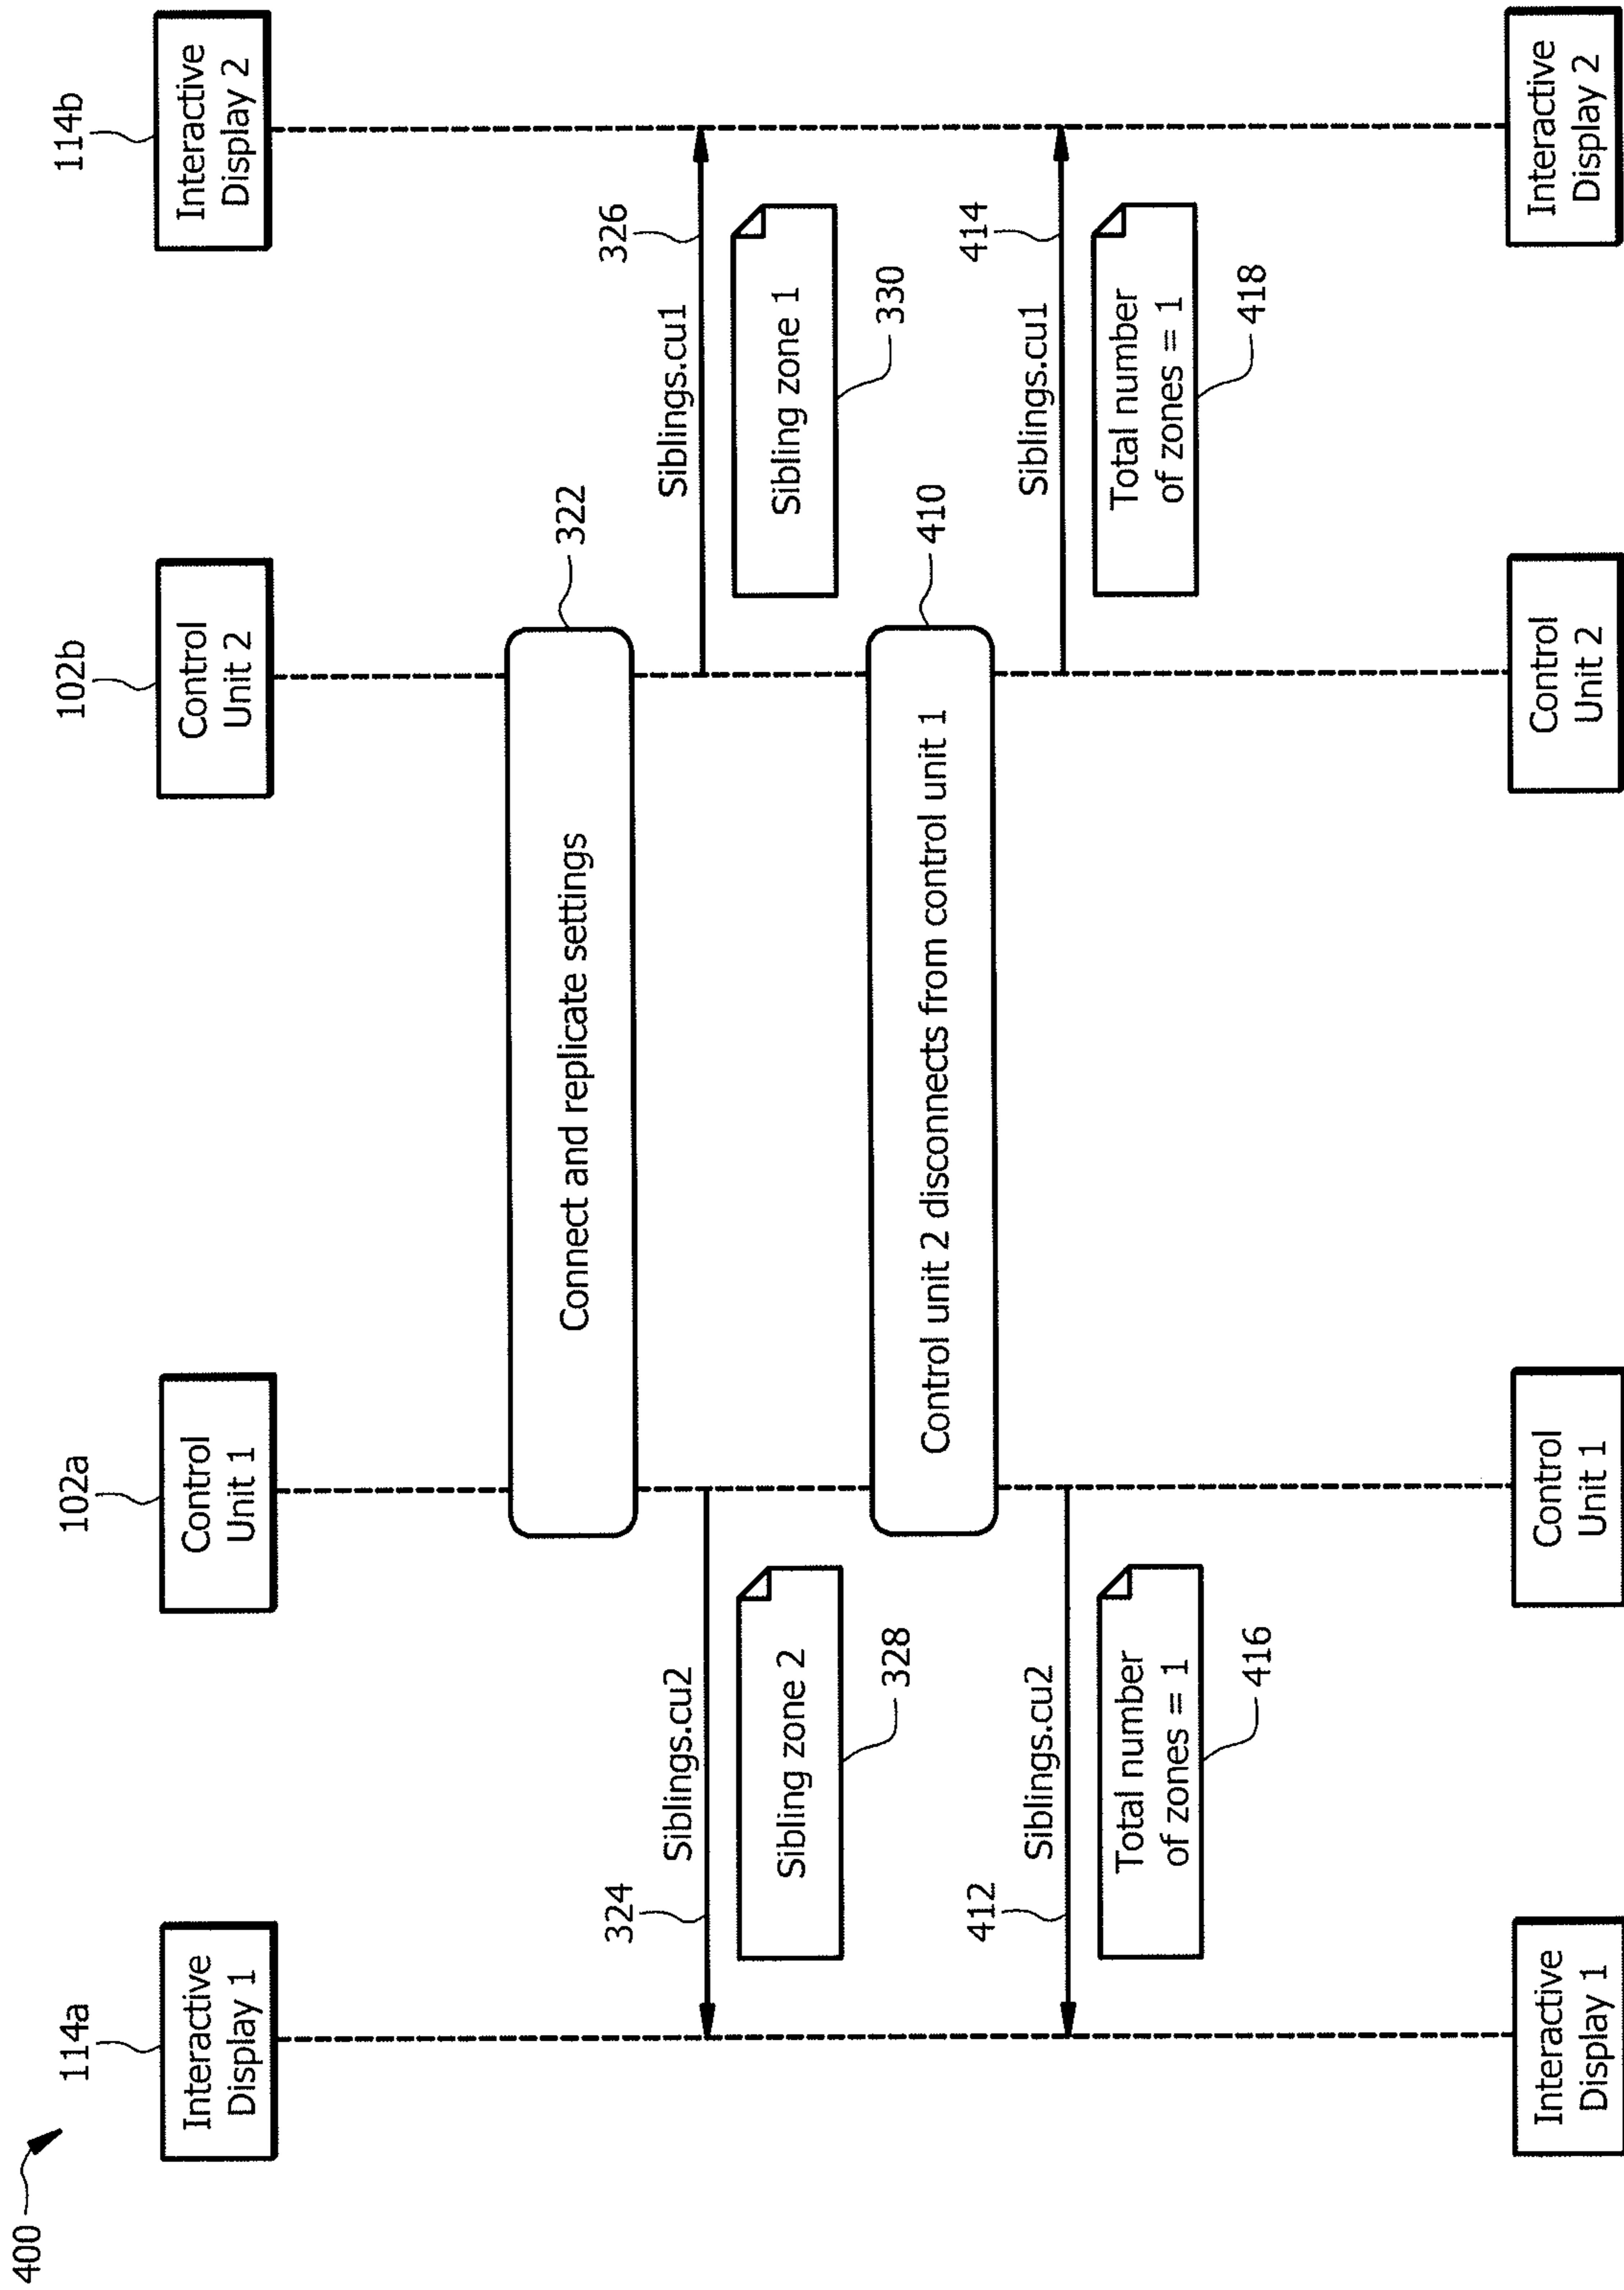 400
114a
102a
102b
114b
Interactive
Display 1
Control
Unit 1
Control
Unit 2
Interactive
Display 2
Connect and replicate settings
322
324
Siblings.cu2
Siblings.cu1
326
Sibling zone 2
328
Sibling zone 1
330
Control unit 2 disconnects from control unit 1
410
412
Siblings.cu2
Siblings.cu1
414
Total number
of zones = 1
416
Total number
of zones = 1
418
Interactive
Display 1
Control
Unit 1
Control
Unit 2
Interactive
Display 2